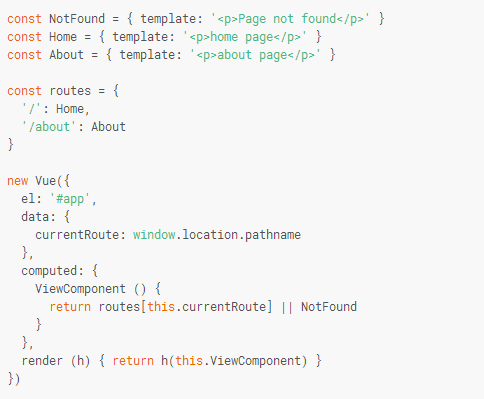 const NotFound = { template: '<p>Page not found</p>' }
const Home = { template: '<p>home page</p>' }
const About = { template: '<p>about page</p>' }

const routes = {
  '/': Home,
  '/about': About
}

new Vue({
  el: '#app',
  data: {
    currentRoute: window.location.pathname
  },
  computed: {
    ViewComponent () {
      return routes[this.currentRoute] || NotFound
    }
  },
  render (h) { return h(this.ViewComponent) }
})